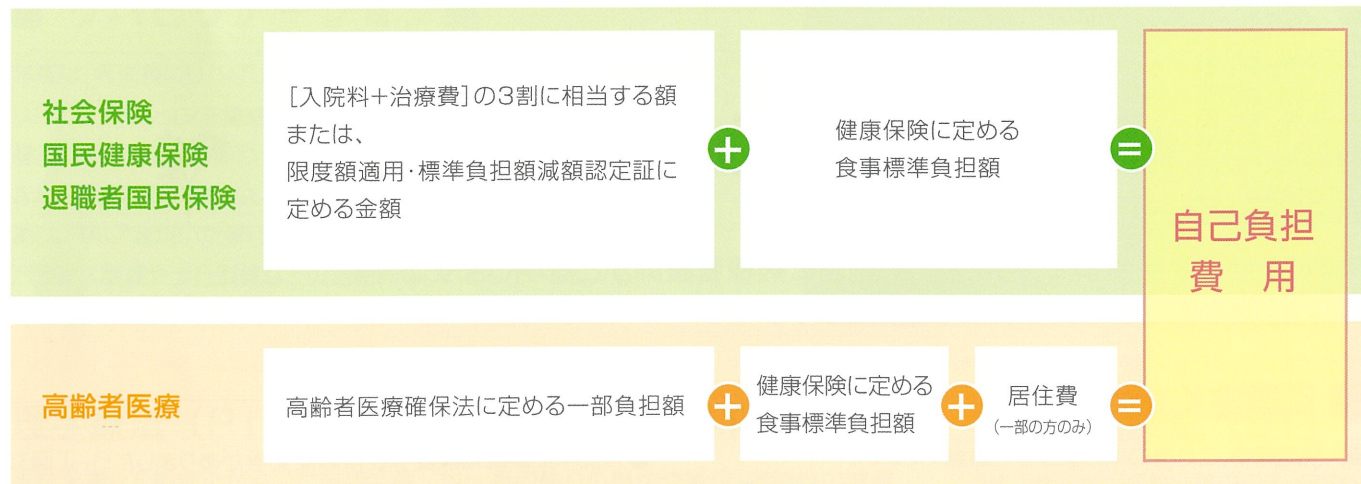 社会保険
国民健康保険
退職者国民保険
［入院料＋治療費］の3割に相当する額
または、
限度額適用・標準負担額減額認定証に
定める金額
＋
健康保険に定める
食事標準負担額
＝
自己負担
費　用
高齢者医療
高齢者医療確保法に定める一部負担額
＋
健康保険に定める
食事標準負担額
＋
居住費
（一部の方のみ）
＝